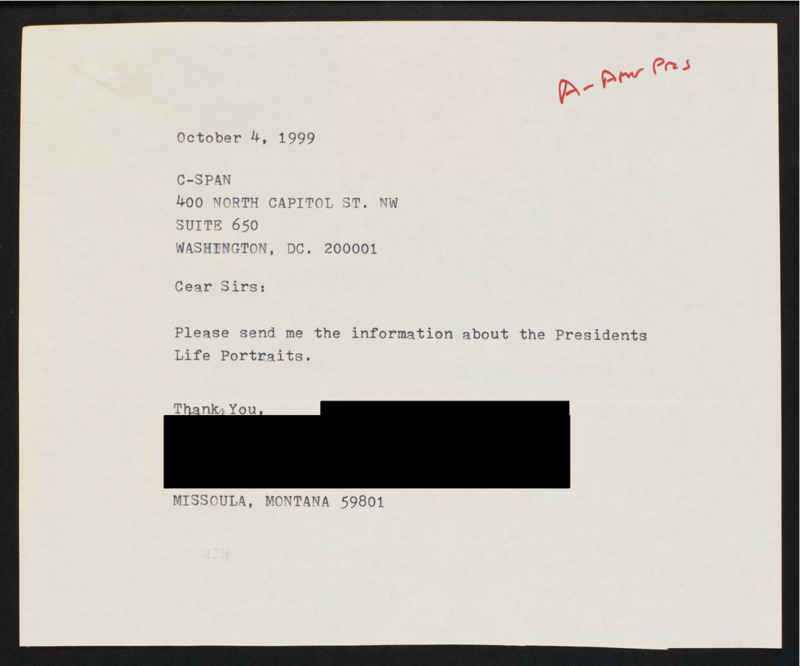 A- Amr Pres
October 4, 1999
C-SPAN
400 NORTH CAPITOL ST. NW
SUITE 650
WASHINGTON, DC. 200001
Cear Sirs:
Please send me the information about the Presidents
Life Portraits.
Thank You,
MISSOULA, MONTANA 59801